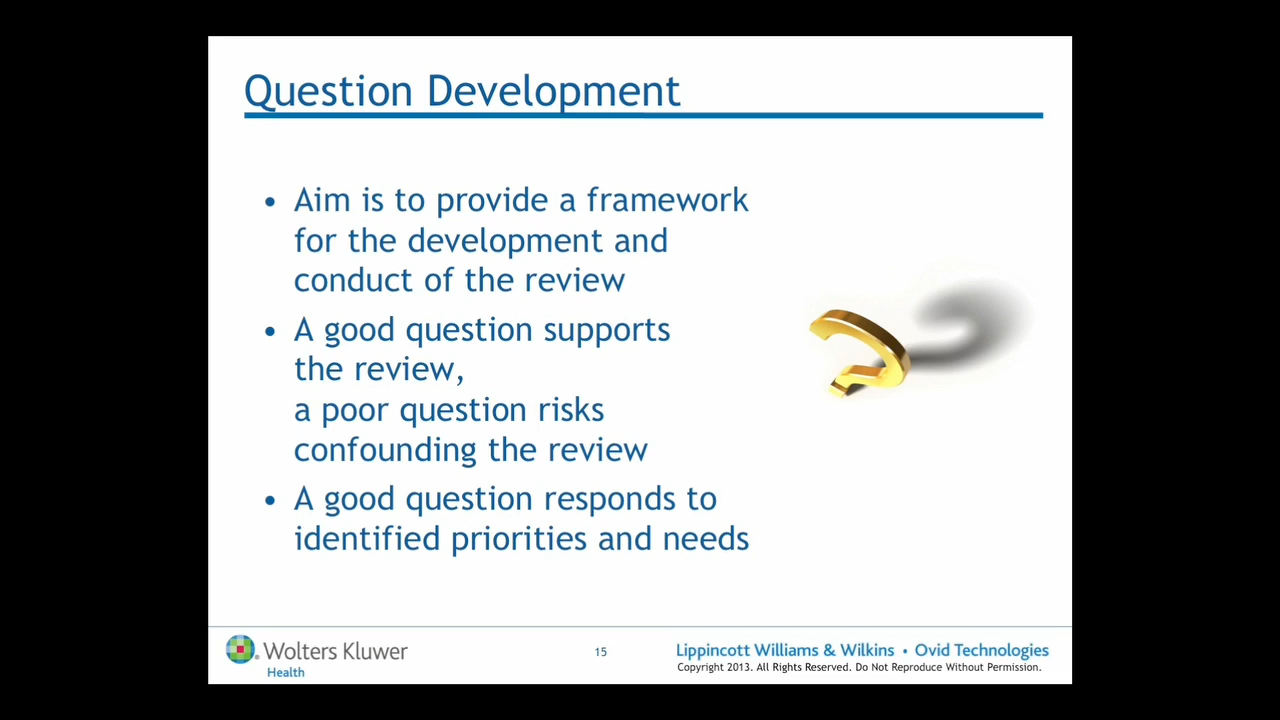 Question Development
• Aim is to provide a framework
for the development and
conduct of the review
• A good question supports
the review,
a poor question risks
confounding the review
• A good question responds to
identified priorities and needs
Wolters Kluwer
Health
15
Lippincott Williams & Wilkins • Ovid Technologies
Copyright 2013. All Rights Reserved. Do Not Reproduce Without Permission.